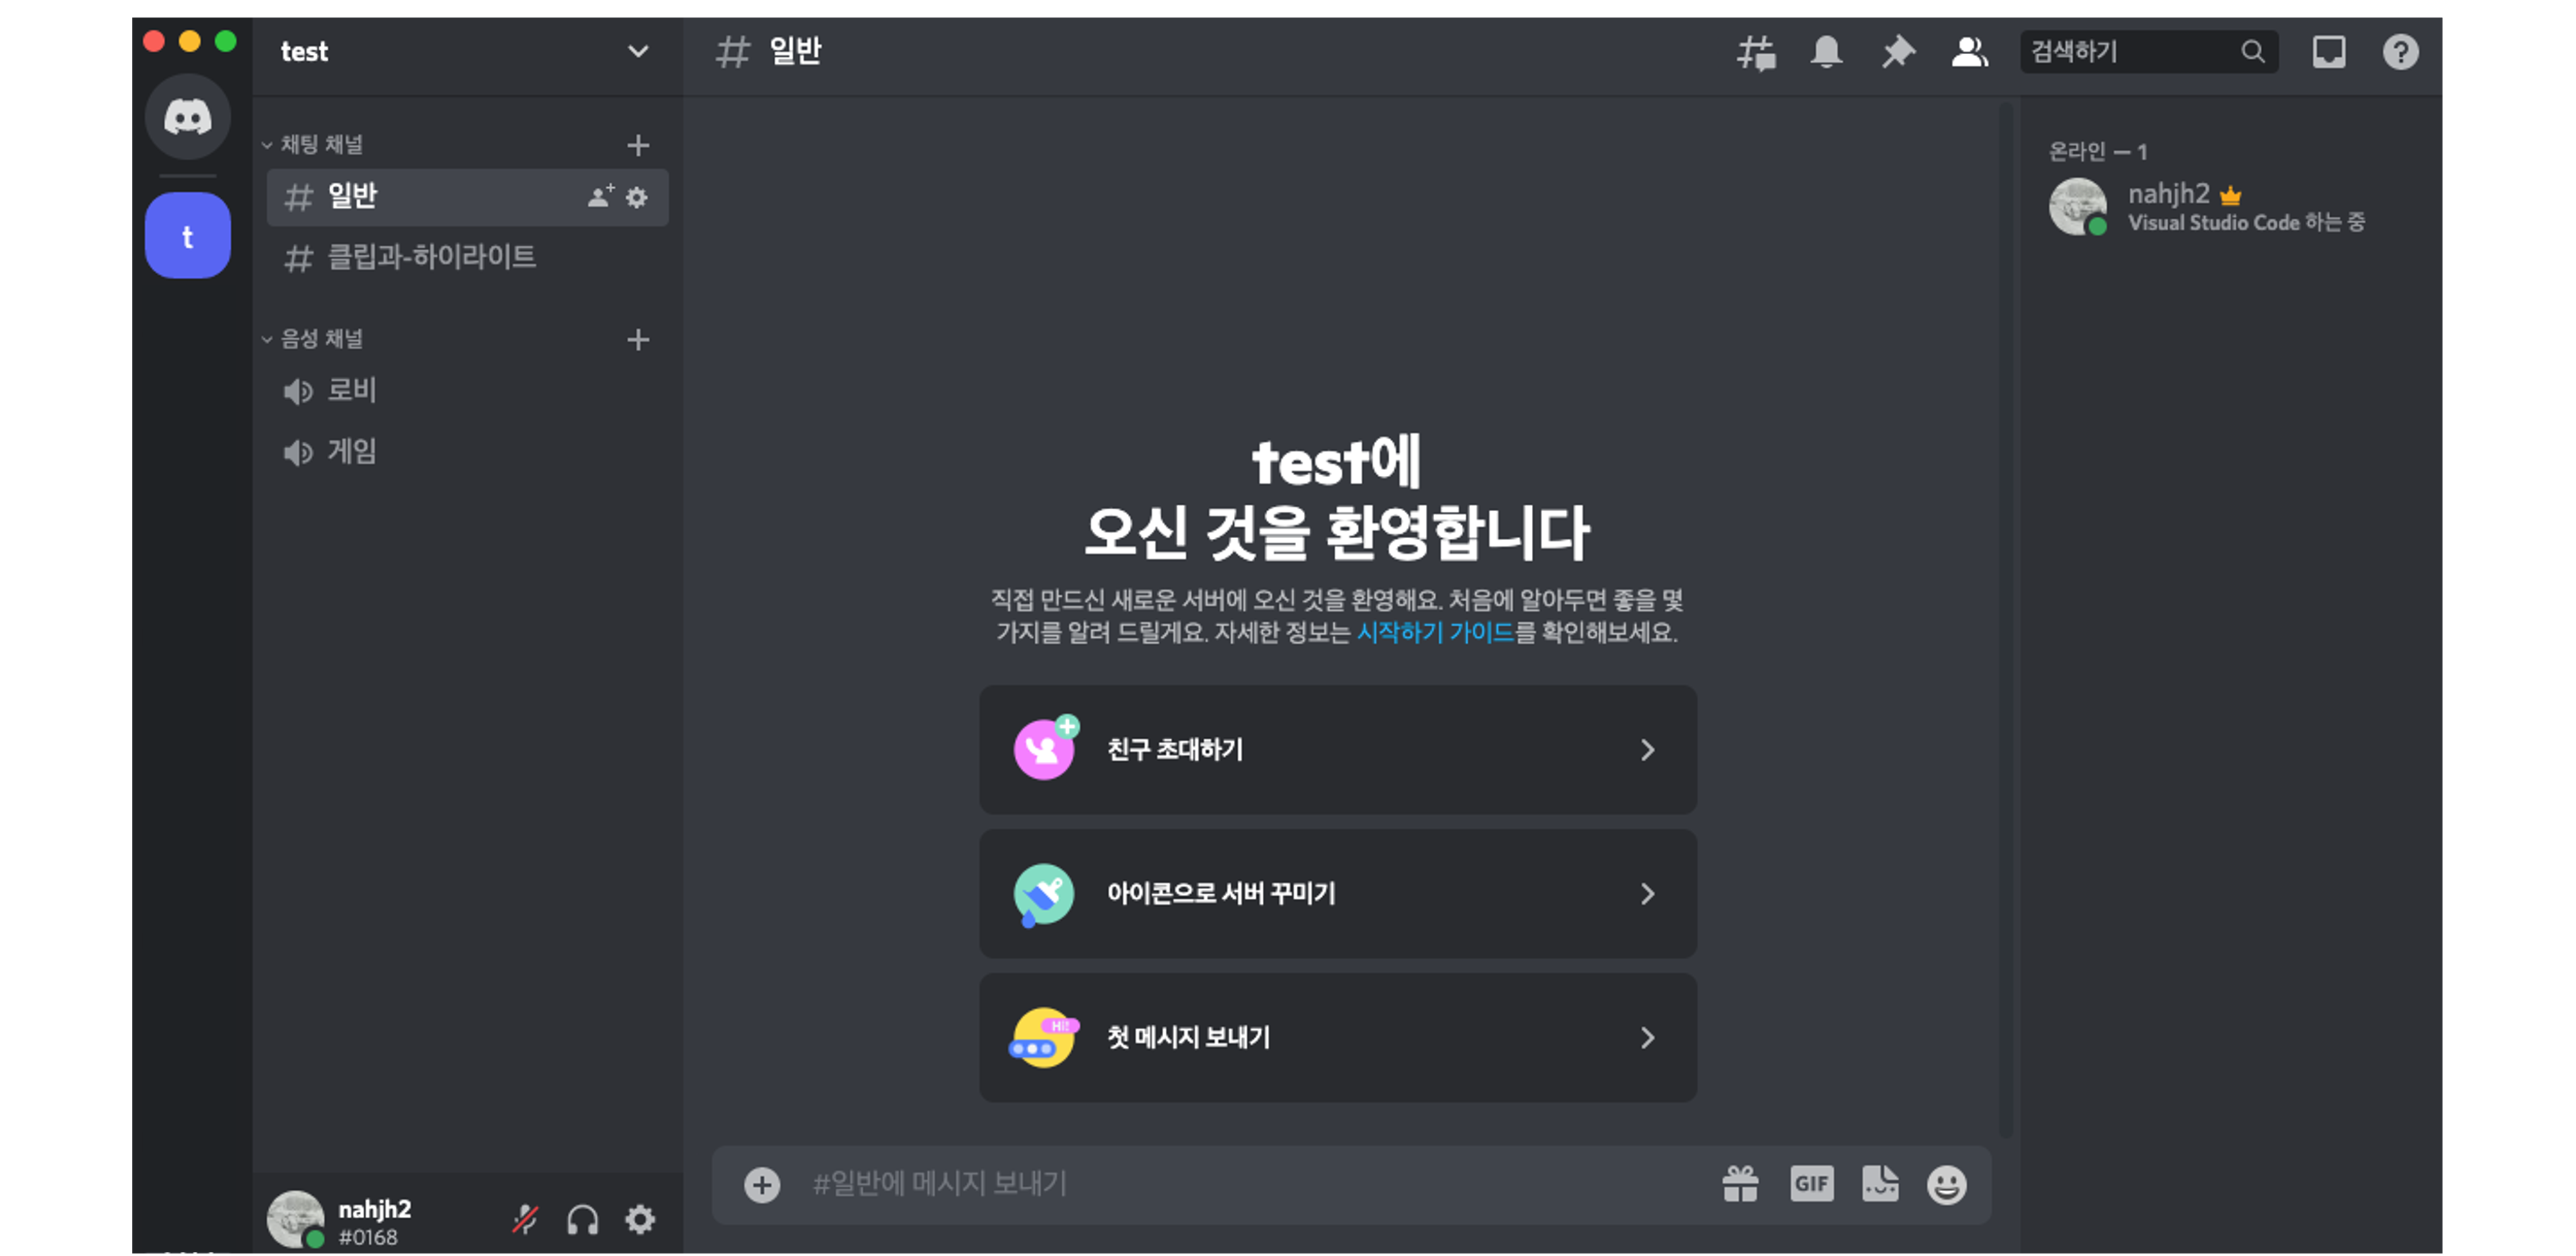 test
일반
검색하기
채팅 채널
일반
클립과-하이라이트
음성 채널
로비
게임
t
test에
오신 것을 환영합니다
직접 만드신 새로운 서버에 오신 것을 환영해요. 처음에 알아두면 좋을 몇
가지를 알려 드릴게요. 자세한 정보는 시작하기 가이드를 확인해보세요.
친구 초대하기
아이콘으로 서버 꾸미기
Hi!
첫 메시지 보내기
#일반에 메시지 보내기
GIF
온라인 — 1
nahjh2
Visual Studio Code 하는 중
nahjh2
#0168